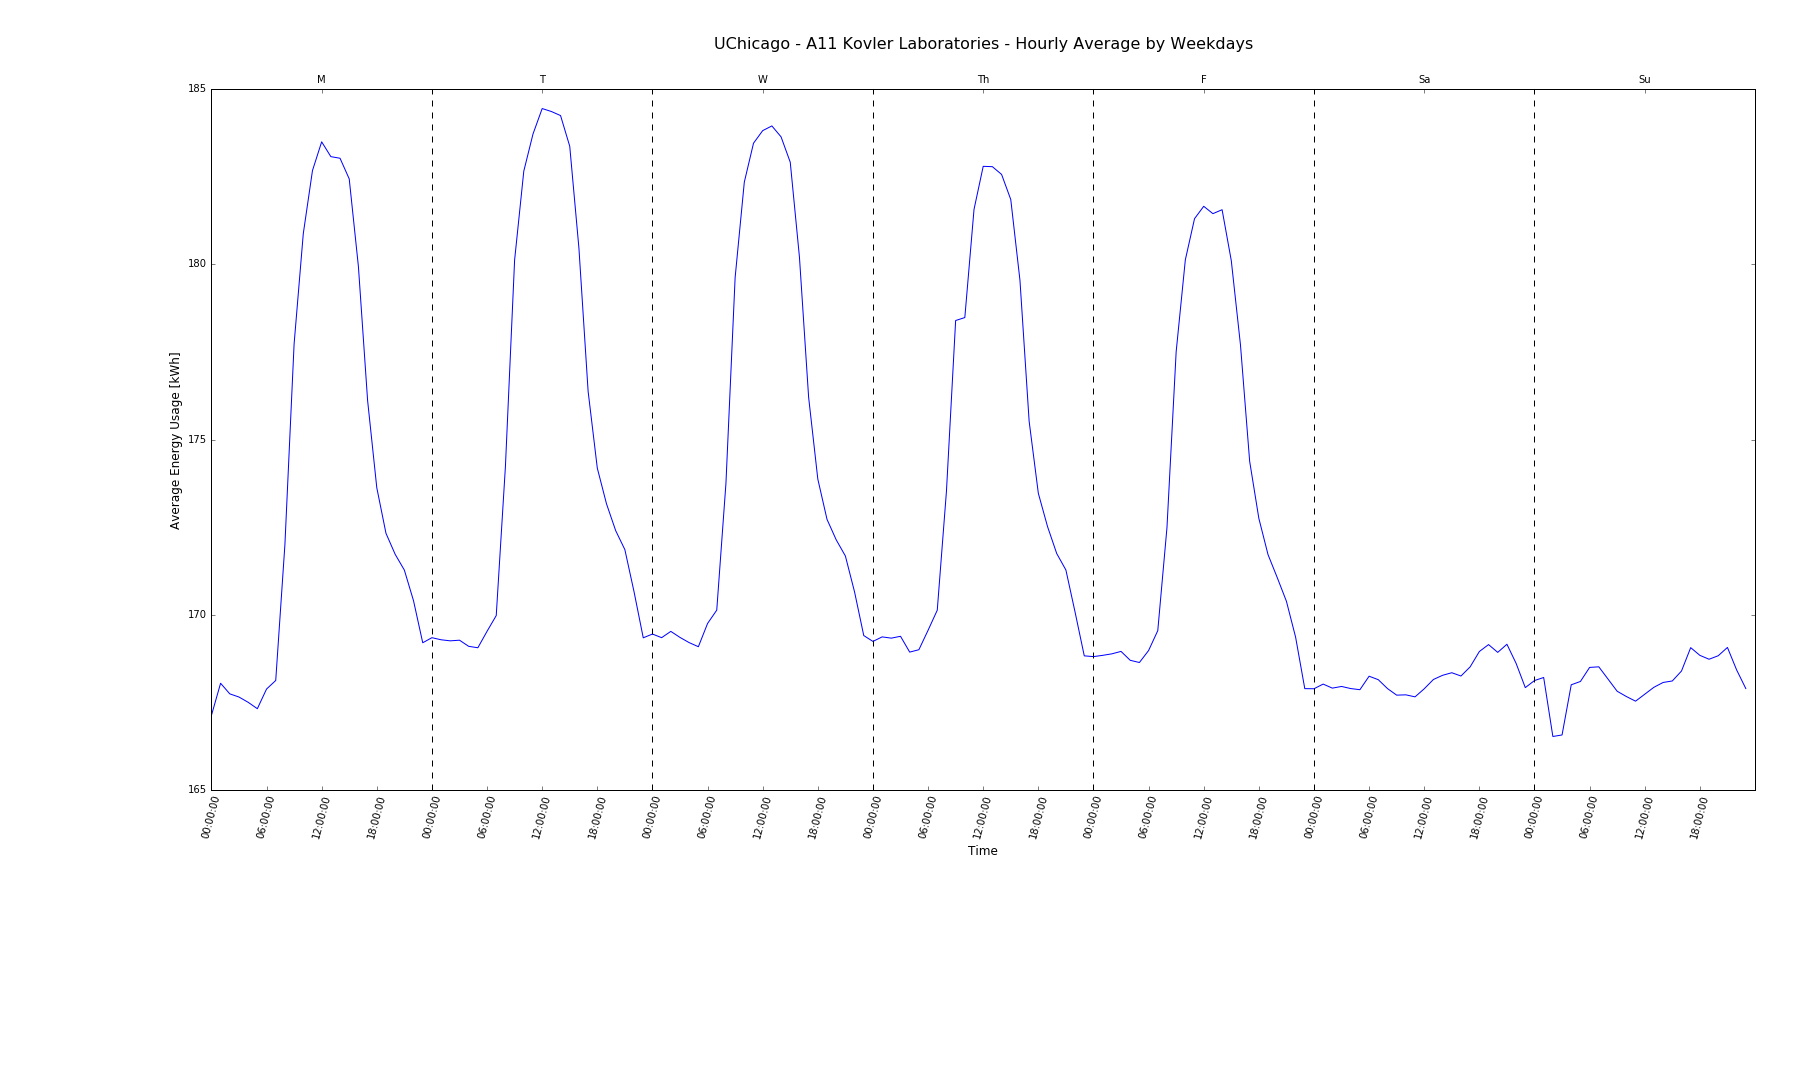 UChicago - A11 Kovler Laboratories - Hourly Average by Weekdays
M T W Th F Sa Su
185
180
175
170
165
Average Energy Usage [kWh]
00:00:00 06:00:00 12:00:00 18:00:00 00:00:00 06:00:00 12:00:00 18:00:00 00:00:00 06:00:00 12:00:00 18:00:00 00:00:00 06:00:00 12:00:00 18:00:00 00:00:00 06:00:00 12:00:00 18:00:00 00:00:00 06:00:00 12:00:00 18:00:00 00:00:00 06:00:00 12:00:00 18:00:00
Time